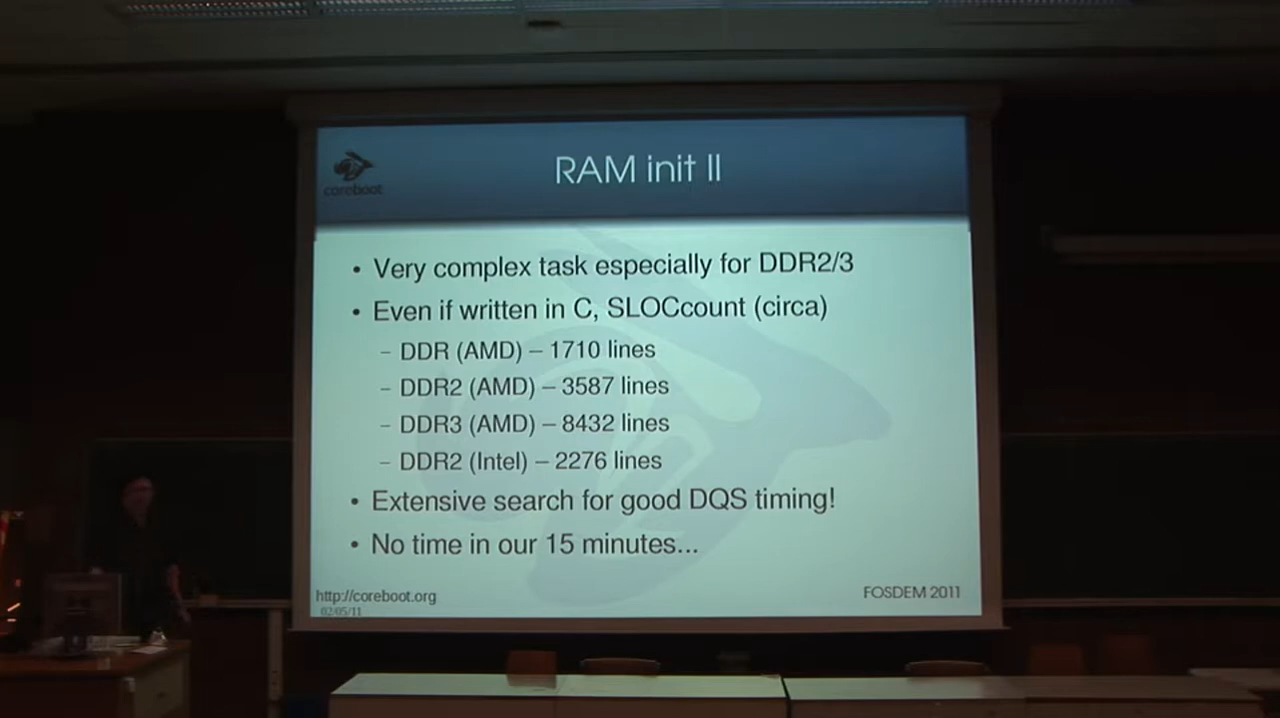 coreboot
RAM init II
• Very complex task especially for DDR2/3
• Even if written in C, SLOCcount (circa)
– DDR (AMD) – 1710 lines
– DDR2 (AMD) – 3587 lines
– DDR3 (AMD) – 8432 lines
– DDR2 (Intel) – 2276 lines
• Extensive search for good DQS timing!
• No time in our 15 minutes...
http://coreboot.org
FOSDEM 2011
02/05/11